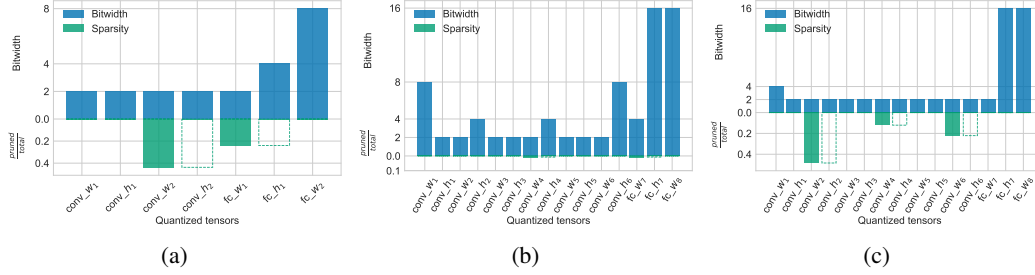 Bitwidth
Sparsity
Bitwidth
8
4
2
0.0
0.2
0.4
pruned
total
conv_w1
conv_h1
conv_w2
conv_h2
fc_w1
fc_h1
fc_w2
Quantized tensors
(a)
Bitwidth
Sparsity
Bitwidth
16
8
4
2
0.0
0.1
pruned
total
conv_w1
conv_h1
conv_w2
conv_h2
conv_w3
conv_h3
conv_w4
conv_h4
conv_w5
conv_h5
conv_w6
conv_h6
fc_w7
fc_h7
fc_w8
Quantized tensors
(b)
Bitwidth
Sparsity
Bitwidth
16
4
2
0.0
0.2
0.4
pruned
total
conv_w1
conv_h1
conv_w2
conv_h2
conv_w3
conv_h3
conv_w4
conv_h4
conv_w5
conv_h5
conv_w6
conv_h6
fc_w7
fc_h7
fc_w8
Quantized tensors
(c)